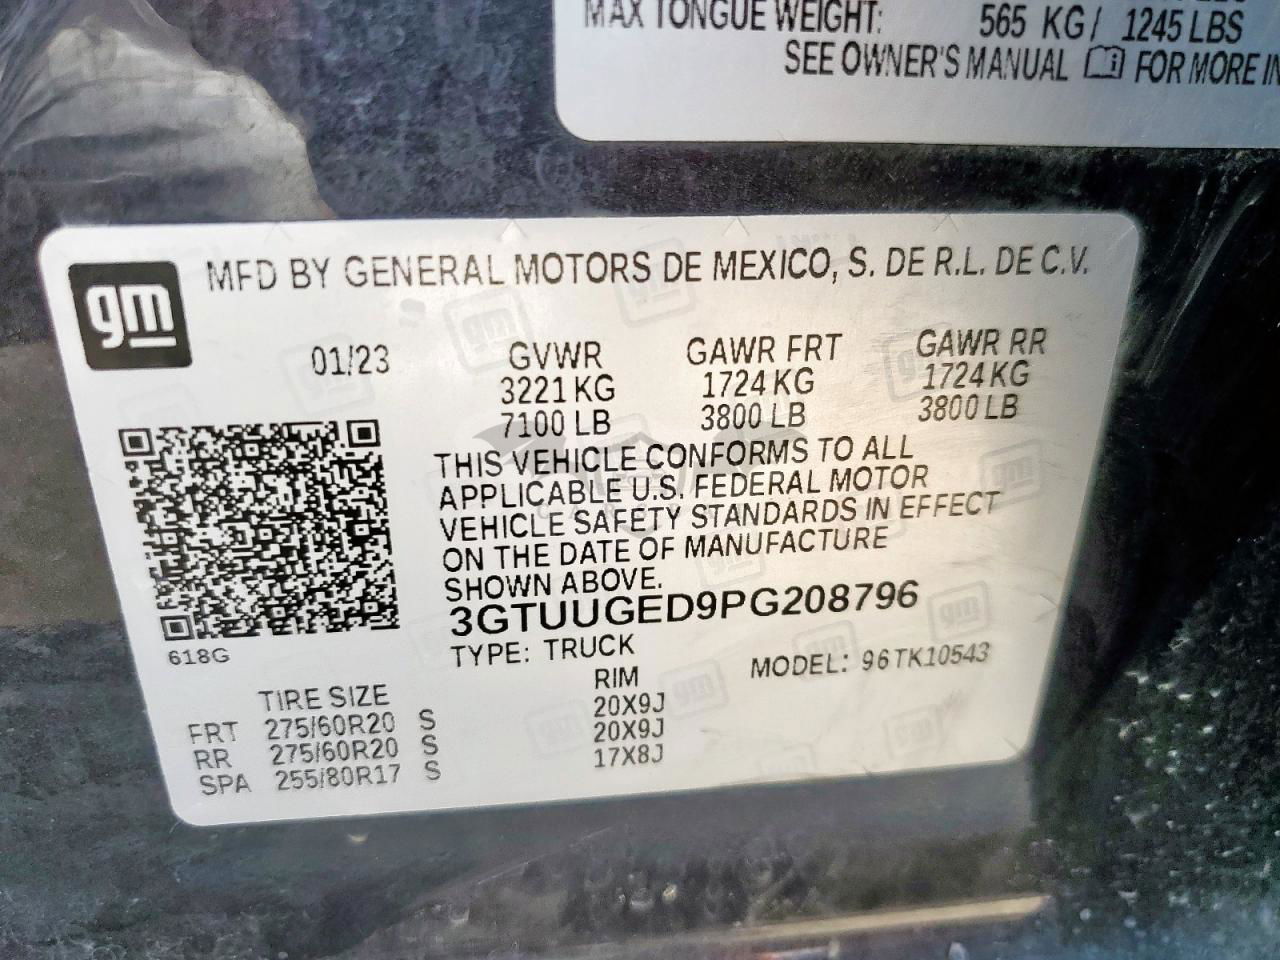 MAX TONGUE WEIGHT: 565 KG/ 1245 LBS
SEE OWNER'S MANUAL FOR MORE
gm
MFD BY GENERAL MOTORS DE MEXICO, S. DE R.L. DE C.V.
01/23 GVWR GAWR FRT GAWR RR
3221 KG 1724 KG 1724 KG
7100 LB 3800 LB 3800 LB
THIS VEHICLE CONFORMS TO ALL
APPLICABLE U.S. FEDERAL MOTOR
VEHICLE SAFETY STANDARDS IN EFFECT
ON THE DATE OF MANUFACTURE
SHOWN ABOVE.
3GTUUGED9PG208796
618G
TYPE: TRUCK MODEL: 96TK10543
TIRE SIZE RIM
FRT 275/60R20 S 20X9J
RR 275/60R20 S 20X9J
SPA 255/80R17 S 17X8J